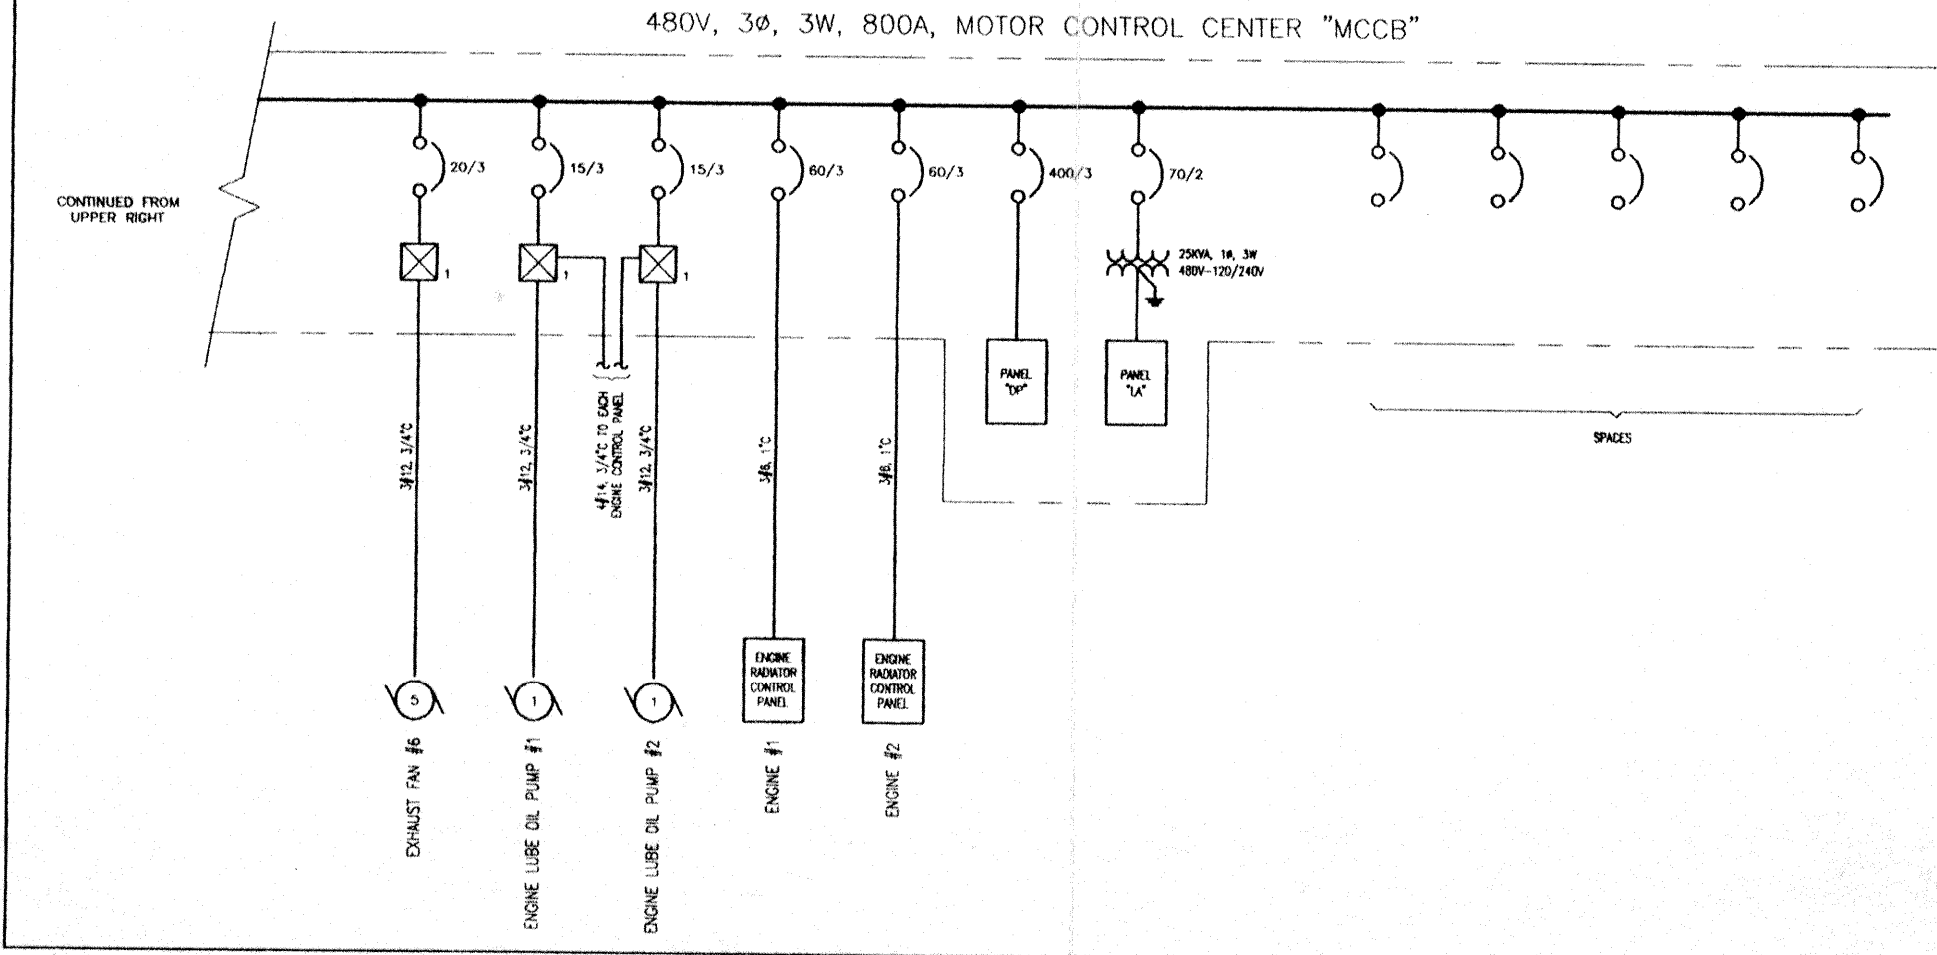 480V, 3Ø, 3W, 800A, MOTOR CONTROL CENTER "MCCB"
CONTINUED FROM
UPPER RIGHT
20/3
15/3
15/3
60/3
60/3
400/3
70/2
1
1
1
25KVA, 1Ø, 3W
480V-120/240V
PANEL
"DP"
PANEL
"LA"
SPACES
3#12, 3/4"C
3#12, 3/4"C
4#14, 3/4"C TO EACH
ENGINE CONTROL PANEL
3#12, 3/4"C
3#6, 1"C
3#6, 1"C
5
1
1
ENGINE
RADIATOR
CONTROL
PANEL
ENGINE
RADIATOR
CONTROL
PANEL
EXHAUST FAN #6
ENGINE LUBE OIL PUMP #1
ENGINE LUBE OIL PUMP #2
ENGINE #1
ENGINE #2